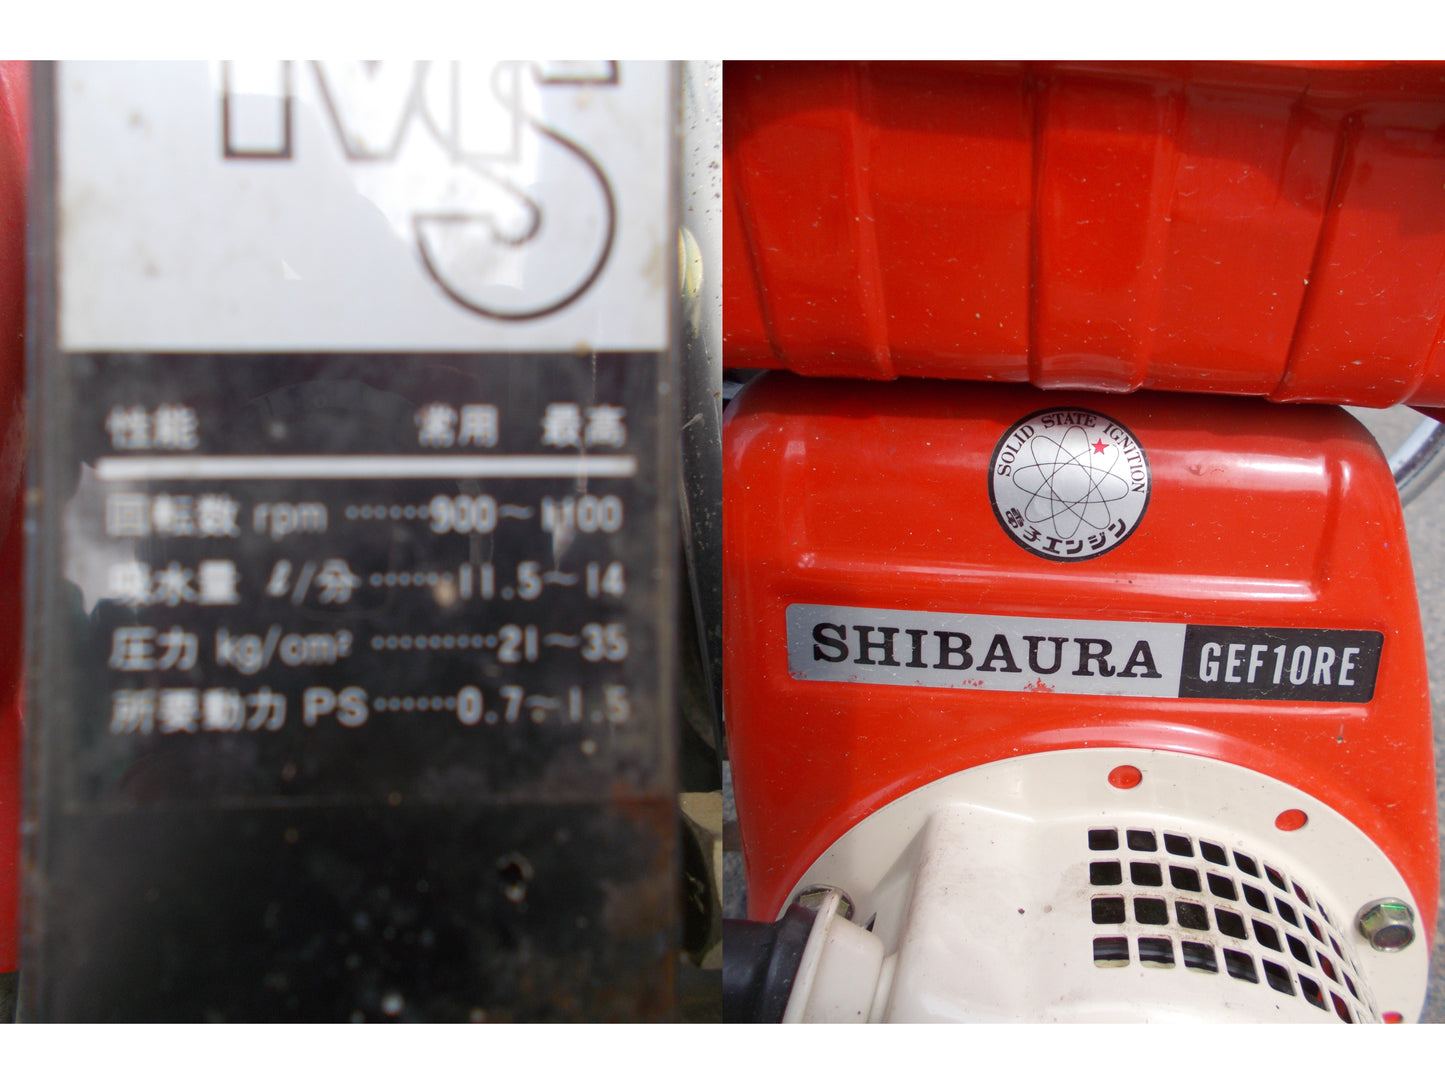 MS
性能 常用 最高
回転数 rpm ……900～1100
吸水量 ℓ/分 ……11.5～14
圧力 kg/cm² ………21～35
所要動力 PS……0.7～1.5
SOLID STATE IGNITION
電子エンジン
SHIBAURA GEF10RE